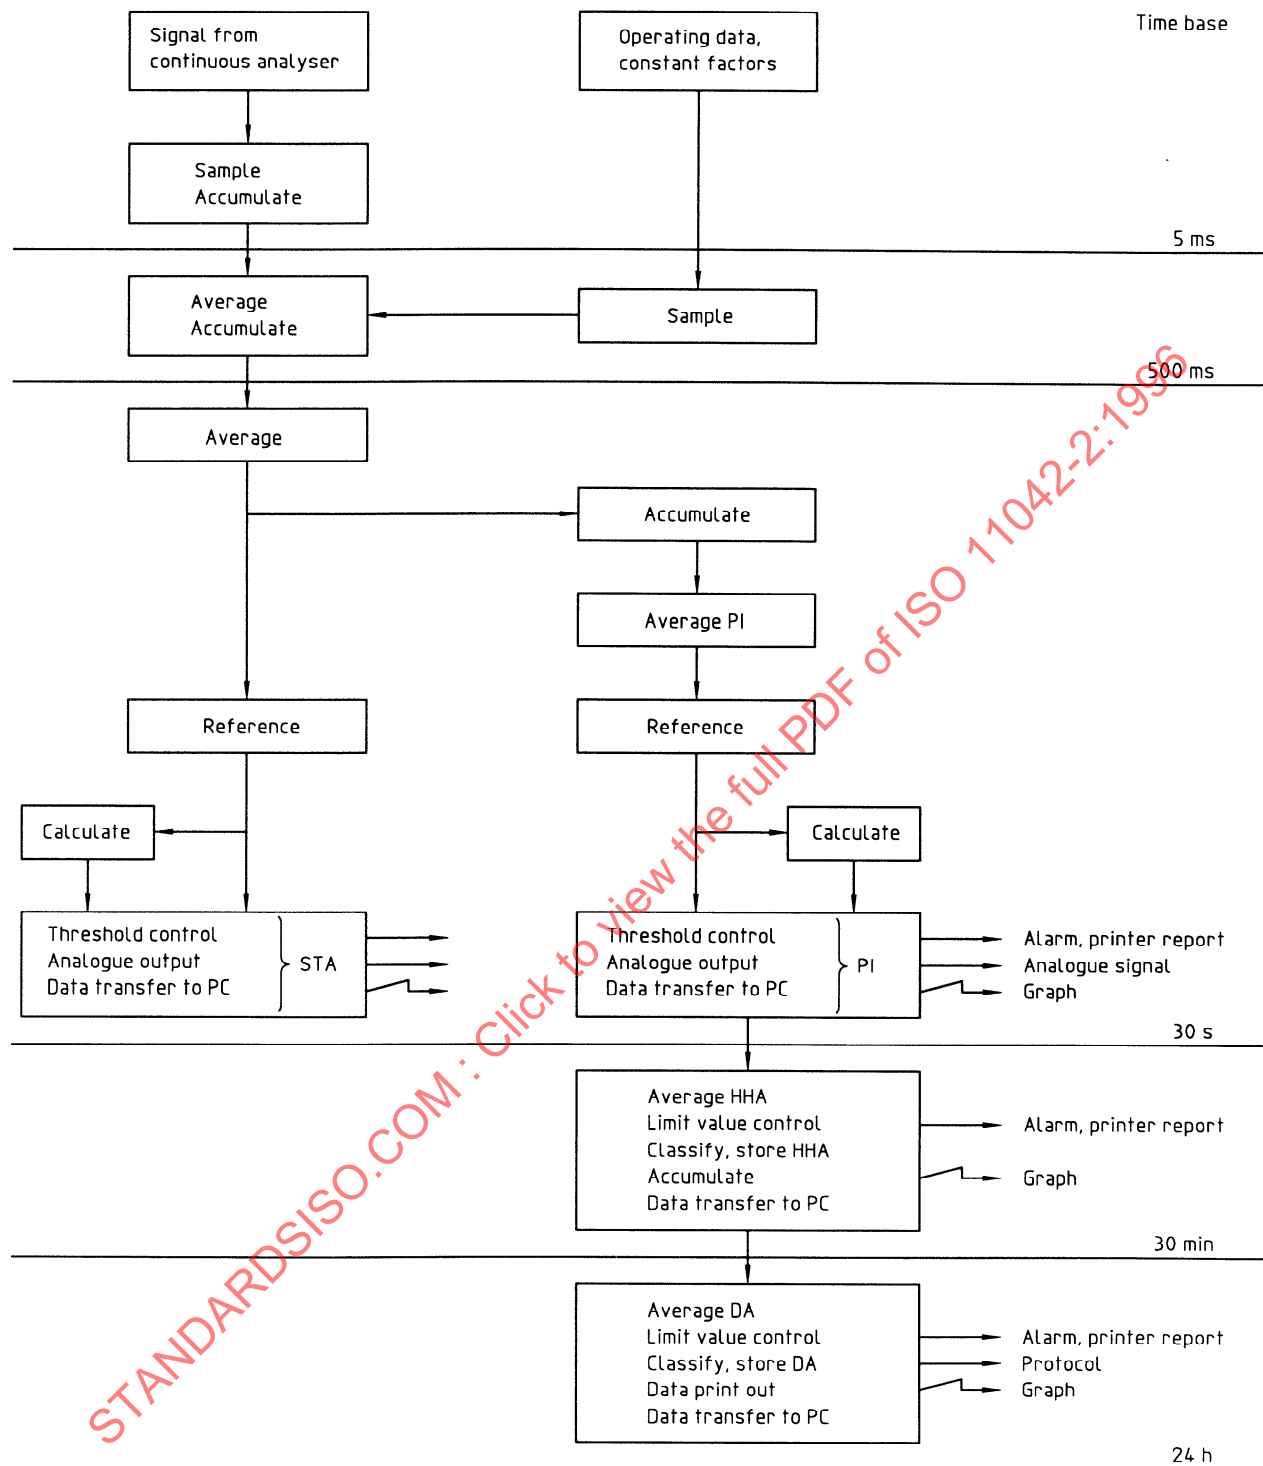 Signal from
continuous analyser
Operating data,
constant factors
Time base
Sample
Accumulate
5 ms
Average
Accumulate
Sample
500 ms
Average
Accumulate
Average PI
Reference
Reference
Calculate
Calculate
Threshold control
Analogue output
Data transfer to PC
STA
Threshold control
Analogue output
Data transfer to PC
PI
Alarm, printer report
Analogue signal
Graph
30 s
Average HHA
Limit value control
Classify, store HHA
Accumulate
Data transfer to PC
Alarm, printer report
Graph
30 min
Average DA
Limit value control
Classify, store DA
Data print out
Data transfer to PC
Alarm, printer report
Protocol
Graph
24 h
STANDARDSISO.COM : Click to view the full PDF of ISO 11042-2:1996